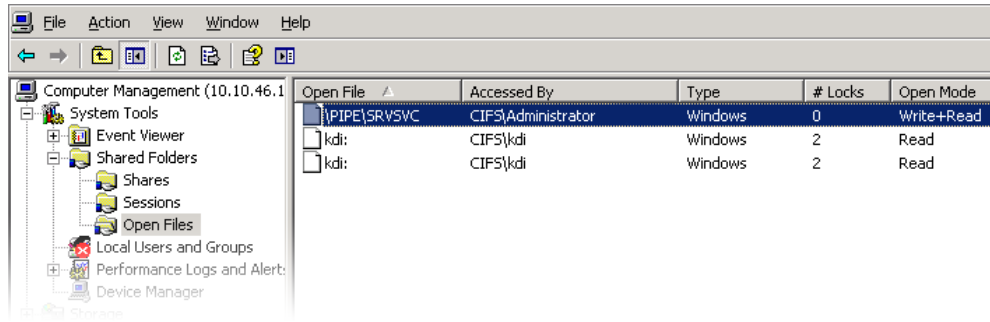 File Action View Window Help
Computer Management (10.10.46.1
System Tools
Event Viewer
Shared Folders
Shares
Sessions
Open Files
Local Users and Groups
Performance Logs and Alert
Device Manager
Storage
Open File Accessed By Type # Locks Open Mode
\PIPE\SRVSVC CIFS\Administrator Windows 0 Write+Read
kdi: CIFS\kdi Windows 2 Read
kdi: CIFS\kdi Windows 2 Read